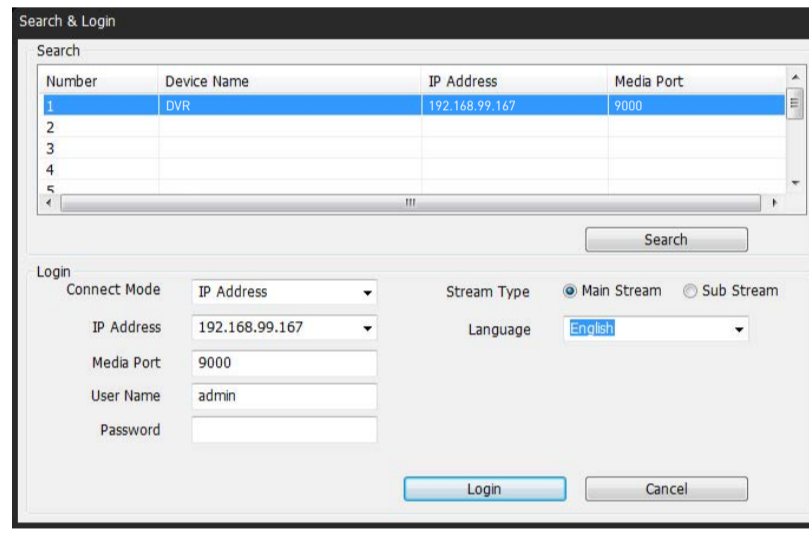 Search & Login
Search
Number Device Name IP Address Media Port
1 DVR 192.168.99.167 9000
2
3
4
5
Search
Login
Connect Mode IP Address Stream Type Main Stream Sub Stream
IP Address 192.168.99.167 Language English
Media Port 9000
User Name admin
Password
Login Cancel